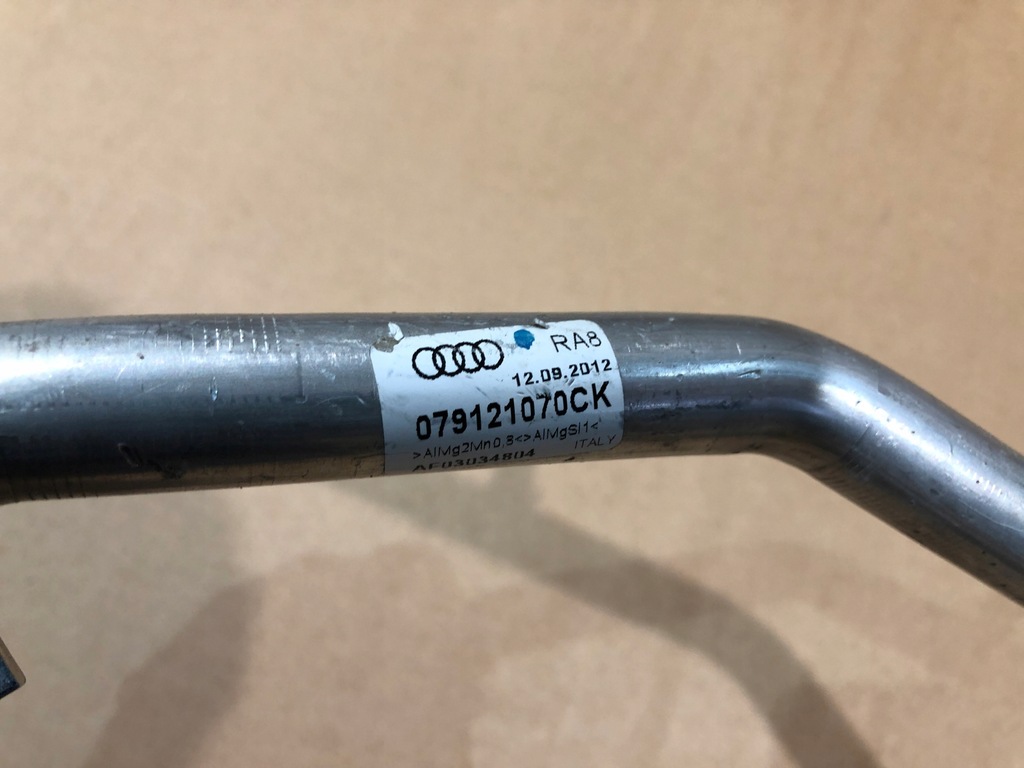 RA8
12.09.2012
079121070CK
>AlMg2Mn0,8<>AlMgSi1<
ITALY
AF03034804